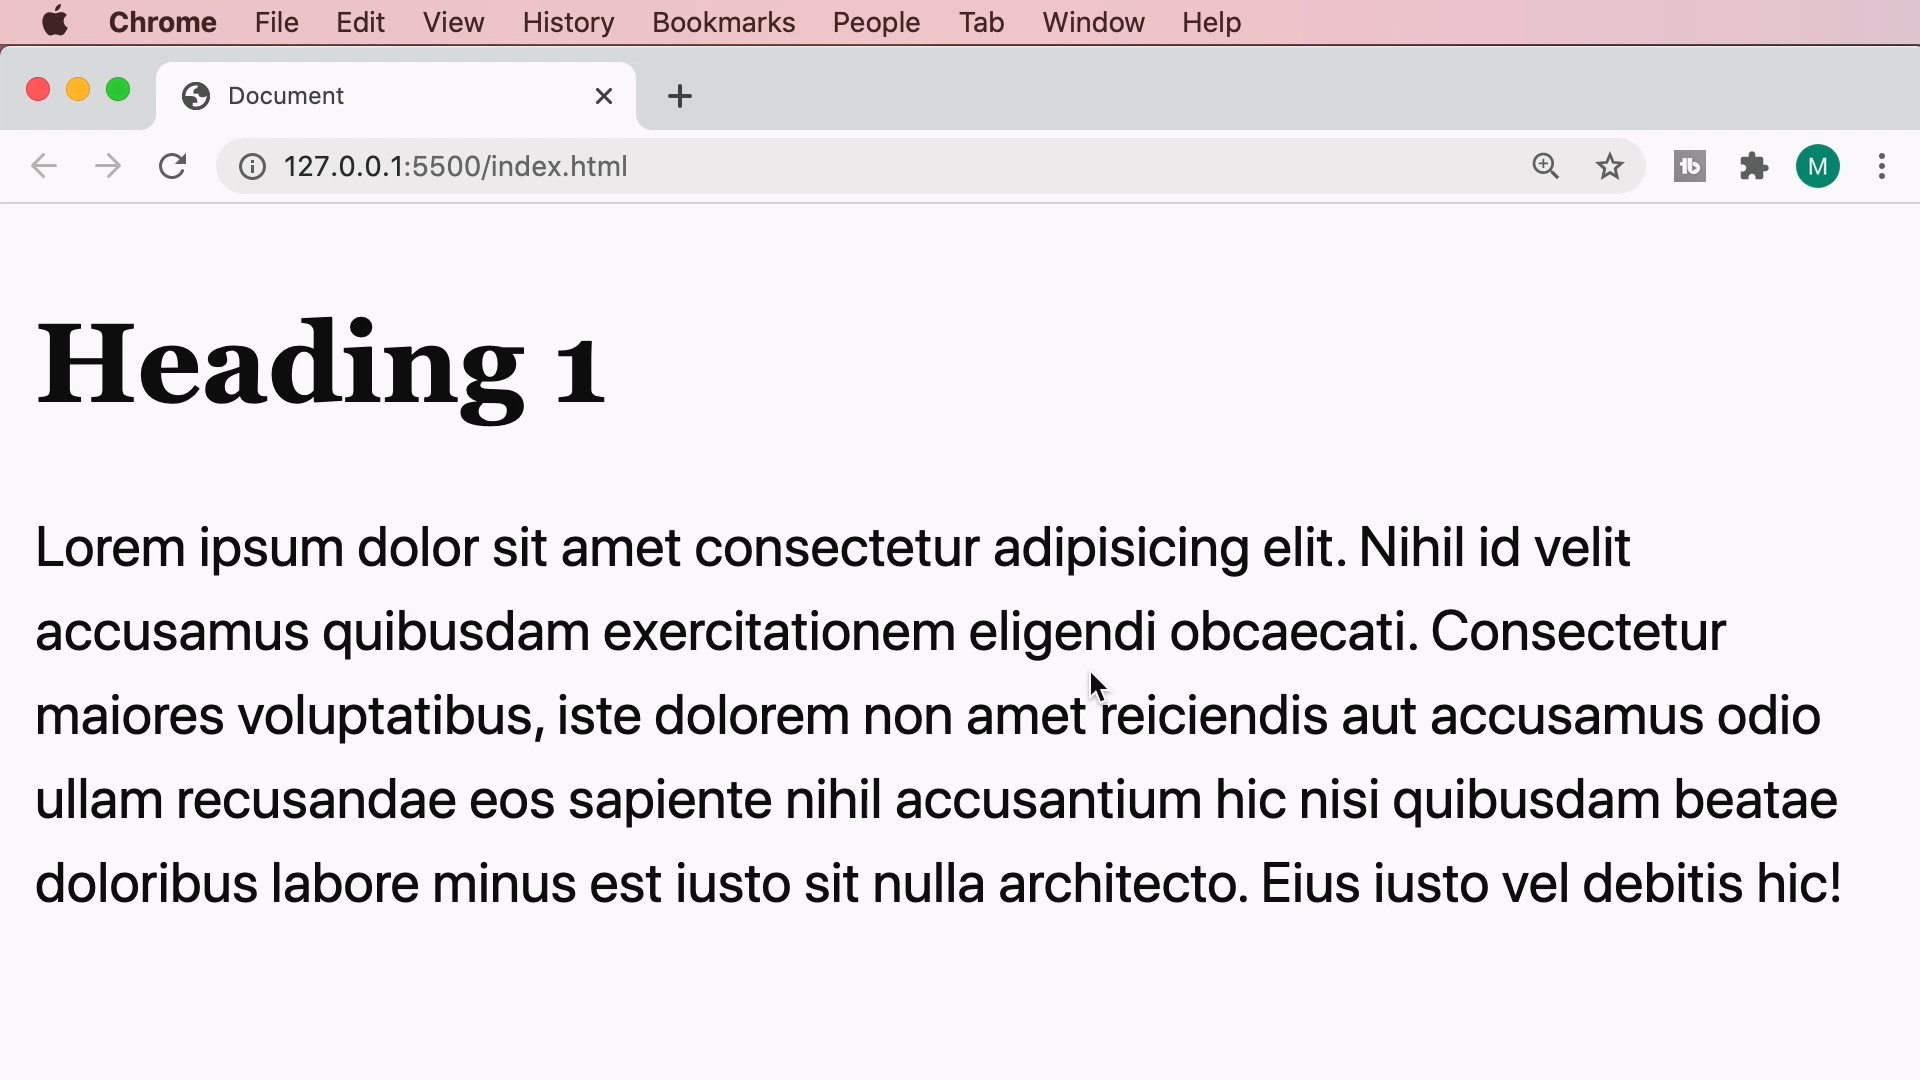 Chrome File Edit View History Bookmarks People Tab Window Help
Document
127.0.0.1:5500/index.html
tb
M
Heading 1
Lorem ipsum dolor sit amet consectetur adipisicing elit. Nihil id velit
accusamus quibusdam exercitationem eligendi obcaecati. Consectetur
maiores voluptatibus, iste dolorem non amet reiciendis aut accusamus odio
ullam recusandae eos sapiente nihil accusantium hic nisi quibusdam beatae
doloribus labore minus est iusto sit nulla architecto. Eius iusto vel debitis hic!